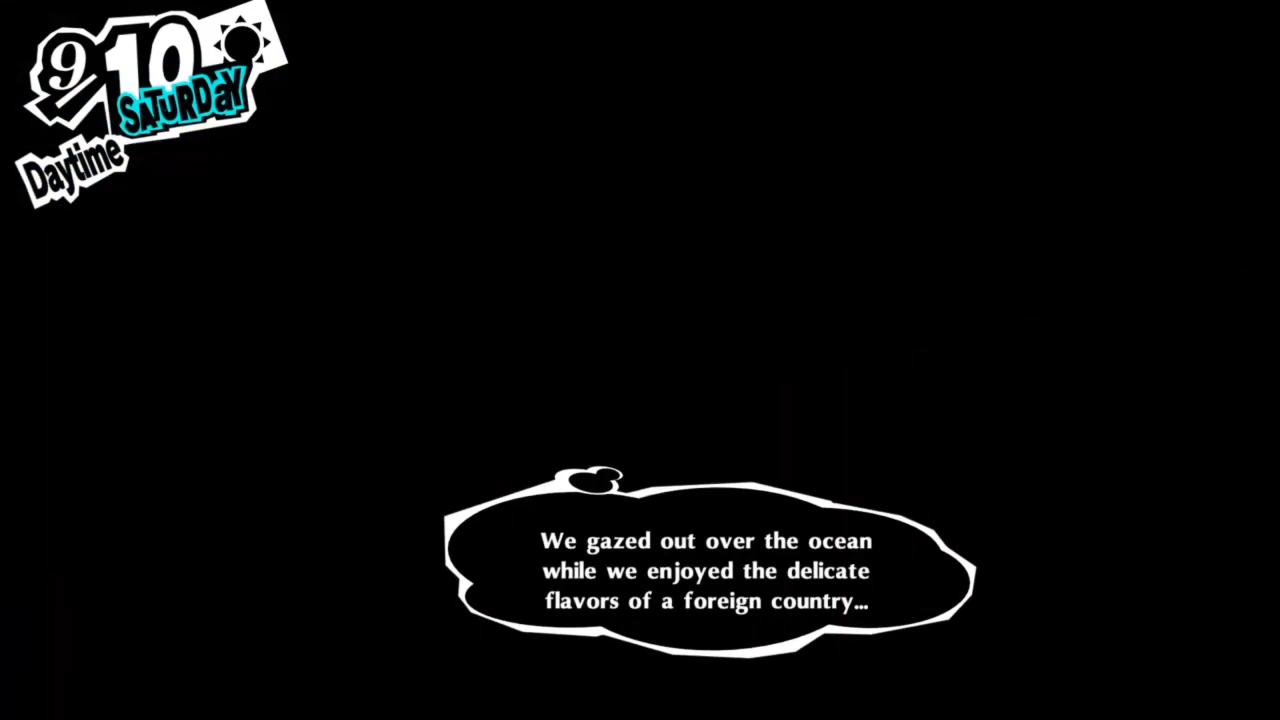 9/10
SATURDAY
Daytime
We gazed out over the ocean
while we enjoyed the delicate
flavors of a foreign country...